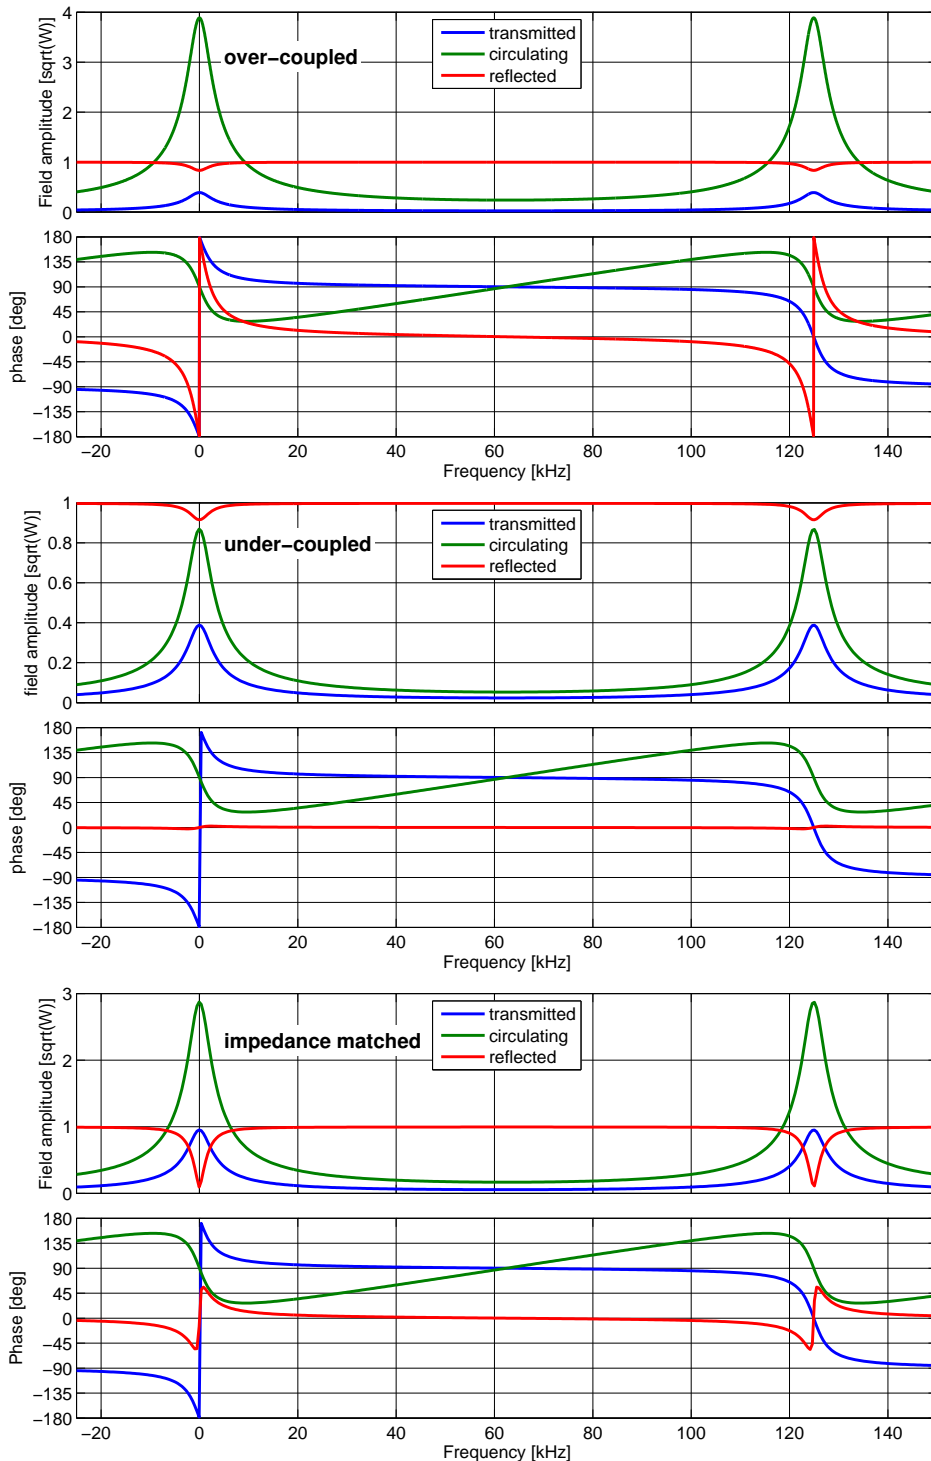 Field amplitude [sqrt(W)]
4
3
2
1
0
over−coupled
transmitted
circulating
reflected
phase [deg]
180
135
90
45
0
−45
−90
−135
−180
−20 0 20 40 60 80 100 120 140
Frequency [kHz]
field amplitude [sqrt(W)]
1
0.8
0.6
0.4
0.2
0
under−coupled
transmitted
circulating
reflected
phase [deg]
180
135
90
45
0
−45
−90
−135
−180
−20 0 20 40 60 80 100 120 140
Frequency [kHz]
Field amplitude [sqrt(W)]
3
2
1
0
impedance matched
transmitted
circulating
reflected
Phase [deg]
180
135
90
45
0
−45
−90
−135
−180
−20 0 20 40 60 80 100 120 140
Frequency [kHz]